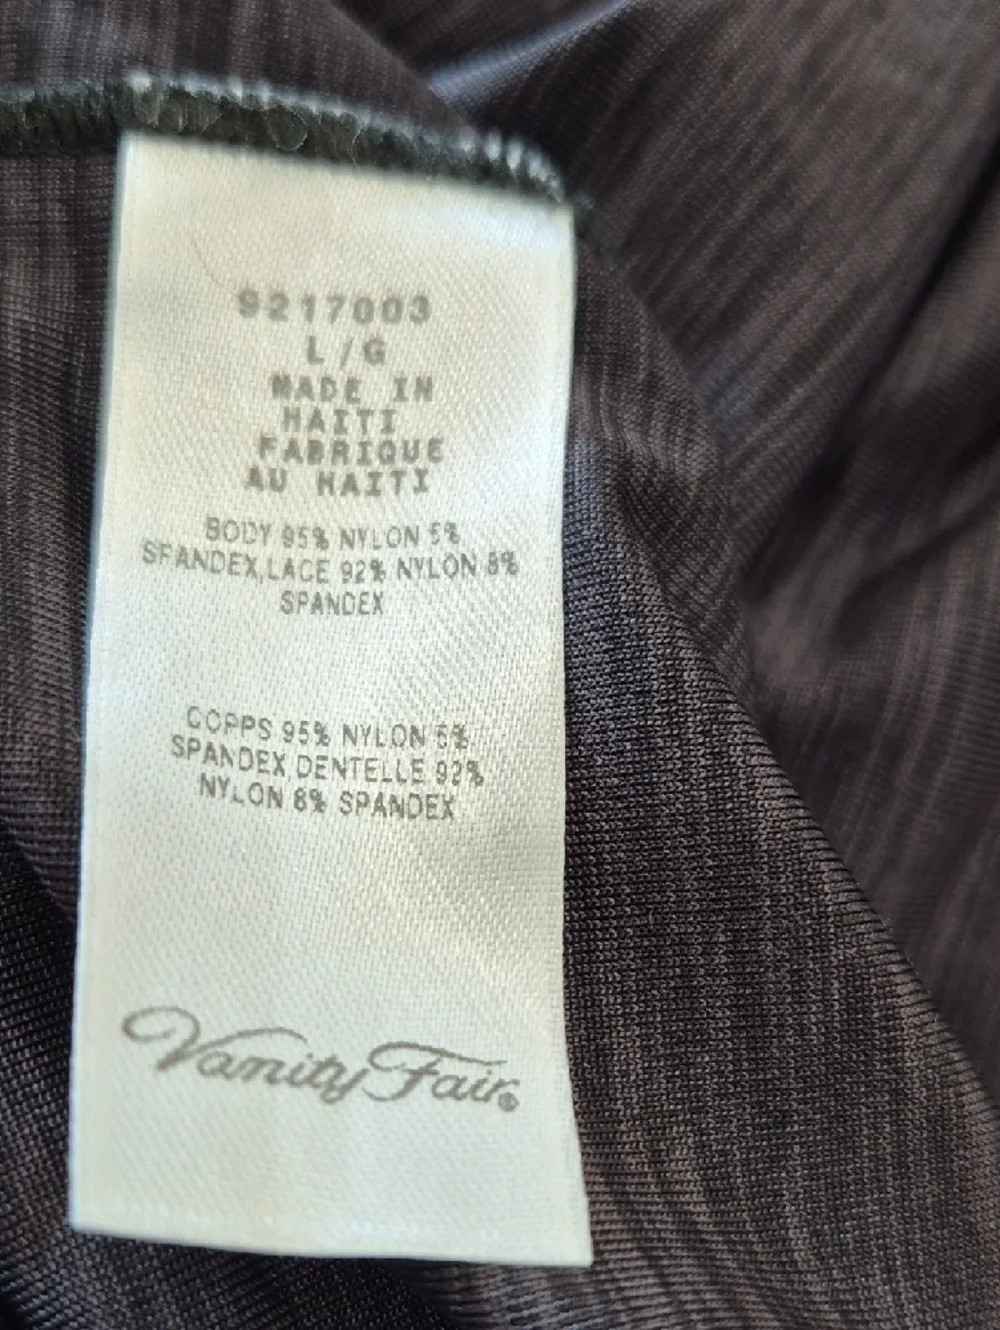 9217003
L/G
MADE IN
HAITI
FABRIQUE
AU HAITI
BODY 95% NYLON 5%
SPANDEX,LACE 92% NYLON 8%
SPANDEX
CORPS 95% NYLON 5%
SPANDEX,DENTELLE 92%
NYLON 8% SPANDEX
Vanity Fair®